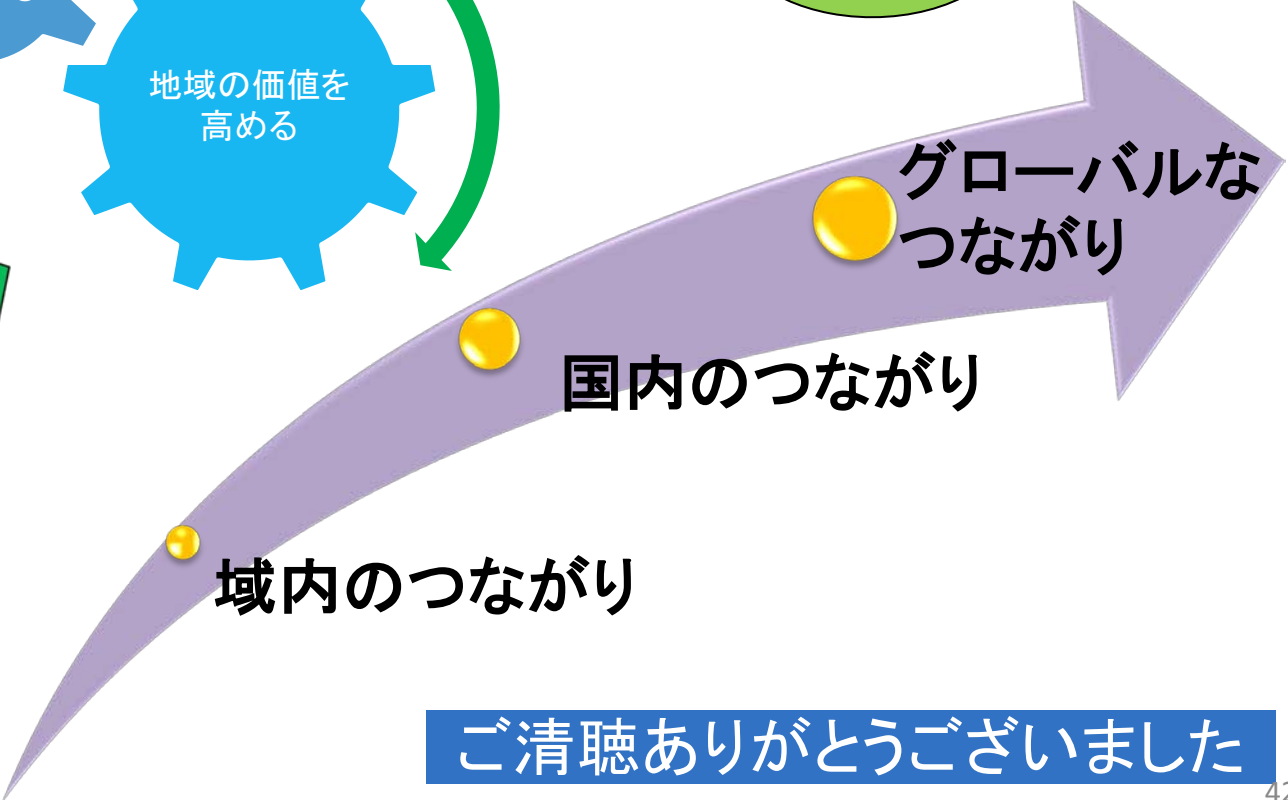 地域の価値を
高める
グローバルな
つながり
国内のつながり
域内のつながり
ご清聴ありがとうございました